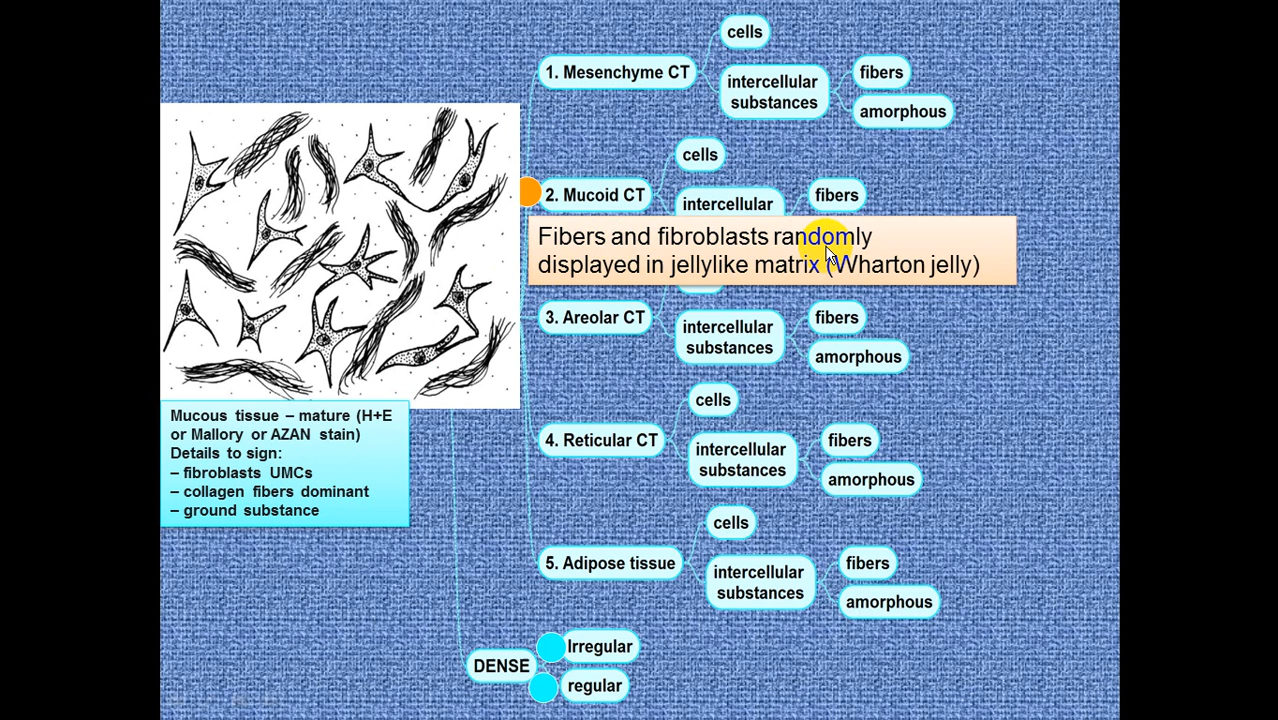 cells
1. Mesenchyme CT
intercellular
substances
fibers
amorphous
cells
2. Mucoid CT
intercellular
fibers
Fibers and fibroblasts randomly
displayed in jellylike matrix (Wharton jelly)
3. Areolar CT
intercellular
substances
fibers
amorphous
cells
4. Reticular CT
intercellular
substances
fibers
amorphous
cells
5. Adipose tissue
intercellular
substances
fibers
amorphous
DENSE
Irregular
regular
Mucous tissue – mature (H+E
or Mallory or AZAN stain)
Details to sign:
– fibroblasts UMCs
– collagen fibers dominant
– ground substance